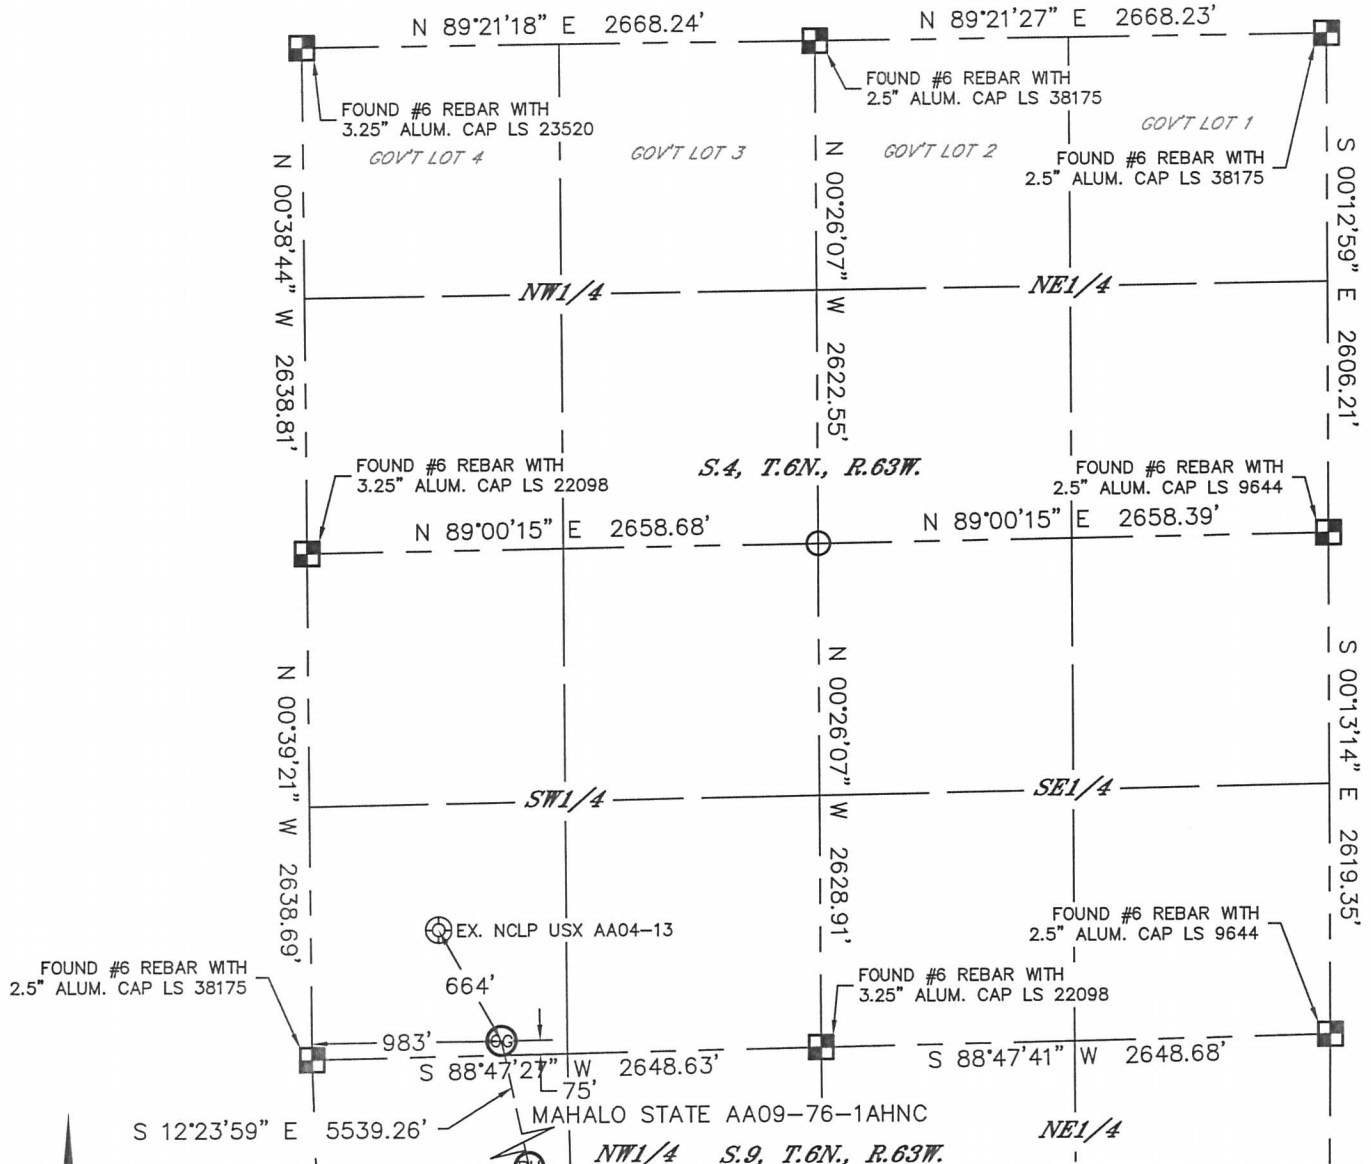 N 89°21'18" E 2668.24'
N 89°21'27" E 2668.23'
FOUND #6 REBAR WITH
3.25" ALUM. CAP LS 23520
FOUND #6 REBAR WITH
2.5" ALUM. CAP LS 38175
GOV'T LOT 4
GOV'T LOT 3
GOV'T LOT 2
GOV'T LOT 1
FOUND #6 REBAR WITH
2.5" ALUM. CAP LS 38175
N 00°38'44" W 2638.81'
N 00°26'07" W 2622.55'
S 00°12'59" E 2606.21'
NW1/4
NE1/4
S.4, T.6N., R.63W.
FOUND #6 REBAR WITH
3.25" ALUM. CAP LS 22098
FOUND #6 REBAR WITH
2.5" ALUM. CAP LS 9644
N 89°00'15" E 2658.68'
N 89°00'15" E 2658.39'
N 00°39'21" W 2638.69'
N 00°26'07" W 2628.91'
S 00°13'14" E 2619.35'
SW1/4
SE1/4
EX. NCLP USX AA04-13
664'
FOUND #6 REBAR WITH
2.5" ALUM. CAP LS 9644
FOUND #6 REBAR WITH
2.5" ALUM. CAP LS 38175
FOUND #6 REBAR WITH
3.25" ALUM. CAP LS 22098
983'
OG
S 88°47'27" W 2648.63'
S 88°47'41" W 2648.68'
75'
S 12°23'59" E 5539.26'
MAHALO STATE AA09-76-1AHNC
NW1/4 S.9, T.6N., R.63W.
NE1/4